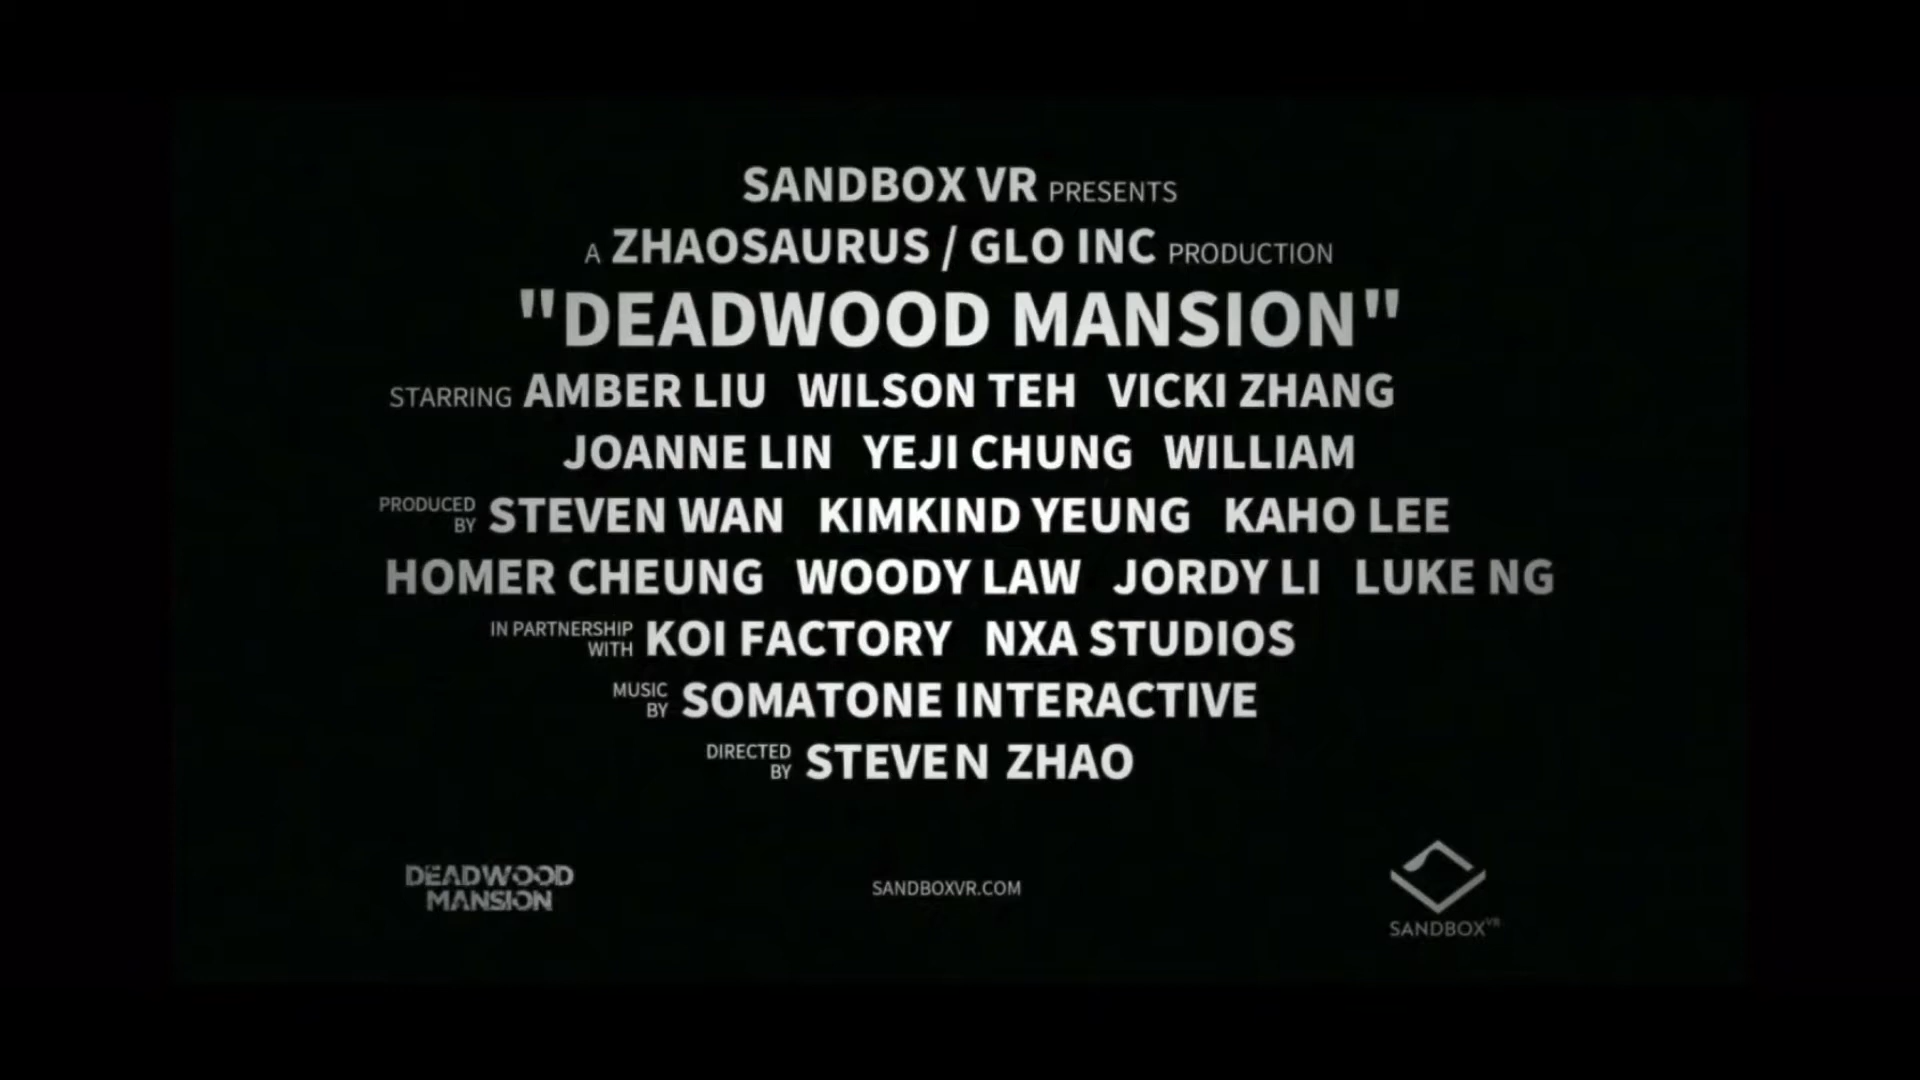 SANDBOX VR PRESENTS
A ZHAOSAURUS / GLO INC PRODUCTION
"DEADWOOD MANSION"
STARRING AMBER LIU WILSON TEH VICKI ZHANG
JOANNE LIN YEJI CHUNG WILLIAM
PRODUCED BY STEVEN WAN KIMKIND YEUNG KAHO LEE
HOMER CHEUNG WOODY LAW JORDY LI LUKE NG
IN PARTNERSHIP WITH KOI FACTORY NXA STUDIOS
MUSIC BY SOMATONE INTERACTIVE
DIRECTED BY STEVEN ZHAO
DEADWOOD
MANSION
SANDBOXVR.COM
SANDBOX VR